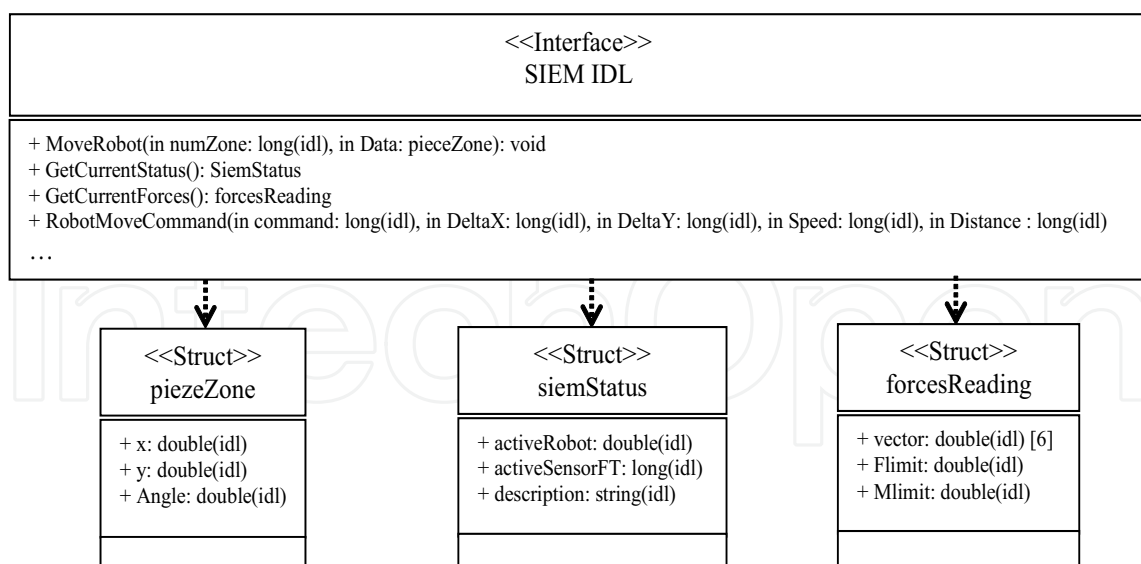 <<Interface>>
SIEM IDL
+ MoveRobot(in numZone: long(idl), in Data: pieceZone): void
+ GetCurrentStatus(): SiemStatus
+ GetCurrentForces(): forcesReading
+ RobotMoveCommand(in command: long(idl), in DeltaX: long(idl), in DeltaY: long(idl), in Speed: long(idl), in Distance : long(idl)
…
IntechOpen
<<Struct>>
piezeZone
+ x: double(idl)
+ y: double(idl)
+ Angle: double(idl)
<<Struct>>
siemStatus
+ activeRobot: double(idl)
+ activeSensorFT: long(idl)
+ description: string(idl)
<<Struct>>
forcesReading
+ vector: double(idl) [6]
+ Flimit: double(idl)
+ Mlimit: double(idl)